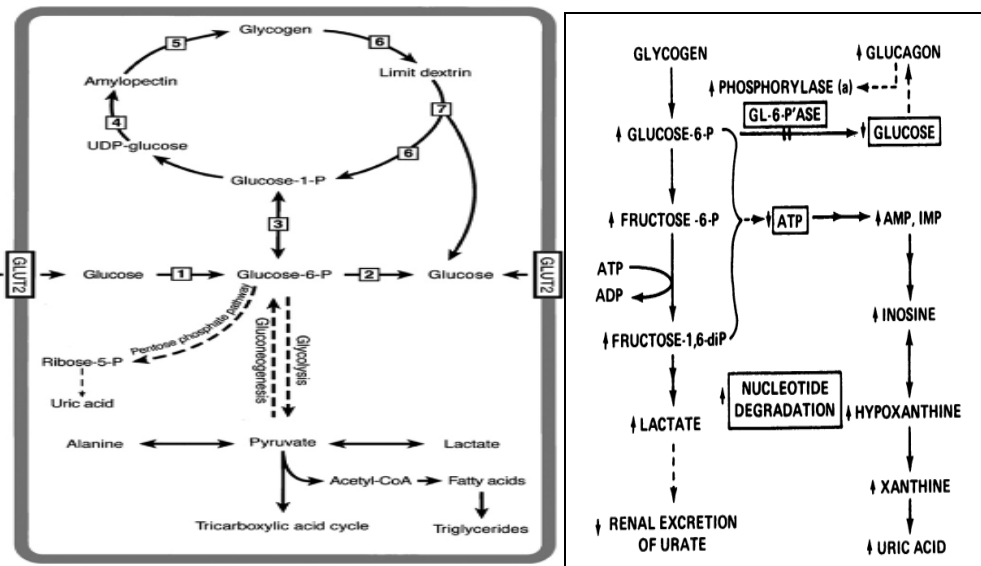 Glycogen
5
6
Limit dextrin
Amylopectin
7
4
UDP-glucose
6
Glucose-1-P
3
GLUT2
Glucose
1
Glucose-6-P
2
Glucose
GLUT2
Pentose phosphate pathway
Gluconeogenesis
Glycolysis
Ribose-5-P
Uric acid
Alanine
Pyruvate
Lactate
Acetyl-CoA
Fatty acids
Tricarboxylic acid cycle
Triglycerides
GLYCOGEN
GLUCAGON
PHOSPHORYLASE (a)
GL-6-P'ASE
GLUCOSE-6-P
GLUCOSE
FRUCTOSE -6-P
ATP
AMP, IMP
ATP
ADP
INOSINE
FRUCTOSE-1,6-diP
NUCLEOTIDE
DEGRADATION
HYPOXANTHINE
LACTATE
XANTHINE
RENAL EXCRETION
OF URATE
URIC ACID